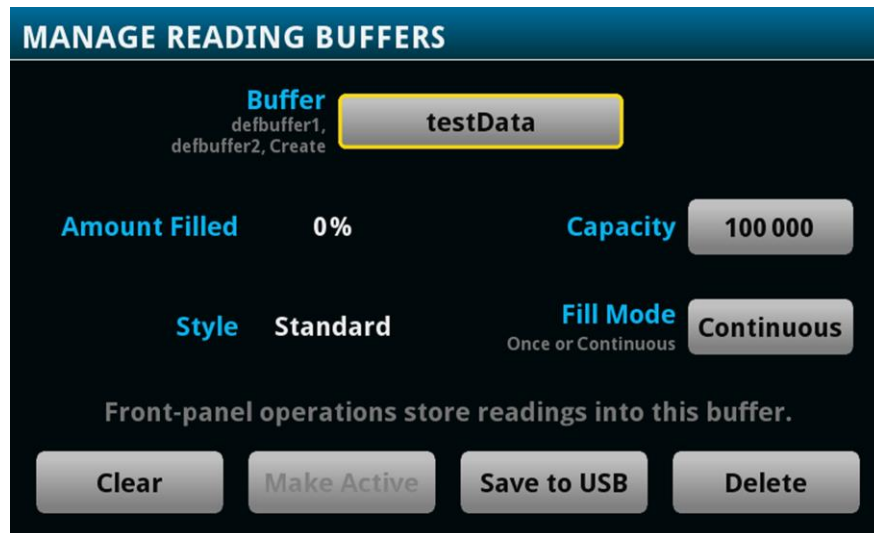 MANAGE READING BUFFERS
Buffer
defbuffer1,
defbuffer2, Create
testData
Amount Filled 0%
Capacity 100 000
Style Standard
Fill Mode
Once or Continuous
Continuous
Front-panel operations store readings into this buffer.
Clear
Make Active
Save to USB
Delete